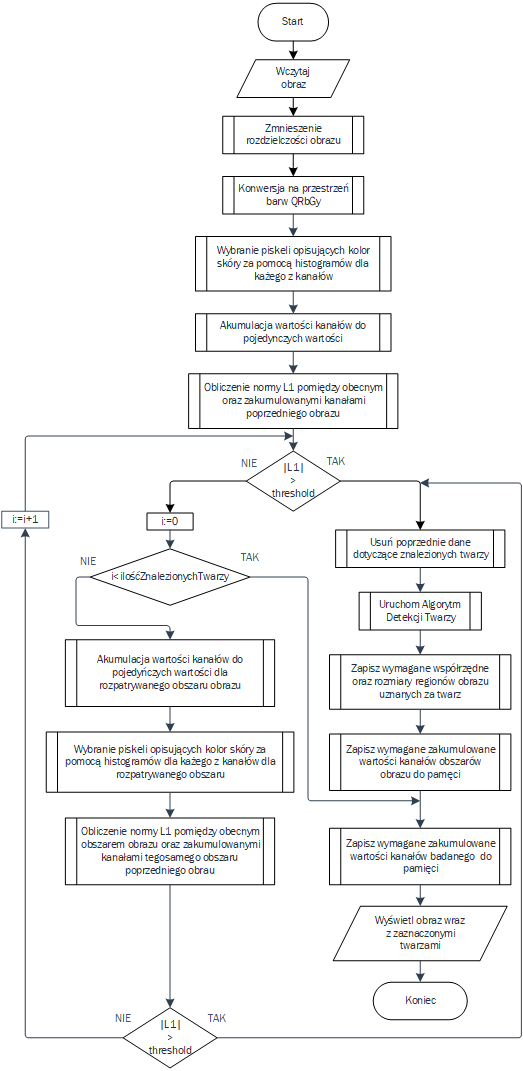 Start
Wczytaj
obraz
Zmnieszenie
rozdzielczości obrazu
Konwersja na przestrzeń
barw QRbGy
Wybranie piskeli opisujących kolor
skóry za pomocą histogramów dla
każego z kanałów
Akumulacja wartości kanałów do
pojedynczych wartości
Obliczenie normy L1 pomiędzy obecnym
oraz zakumulowanymi kanałami
poprzedniego obrazu
NIE
|L1|
>
threshold
TAK
i:=i+1
i:=0
NIE
i< ilośćZnalezionychTwarzy
TAK
Akumulacja wartości kanałów do
pojedyńczych wartości dla
rozpatrywanego obszaru obrazu
Wybranie piskeli opisujących kolor skóry za
pomocą histogramów dla każego z kanałów dla
rozpatrywanego obszaru
Obliczenie normy L1 pomiędzy obecnym
obszarem obrazu oraz zakumulowanymi
kanałami tegosamego obszaru
poprzedniego obrau
NIE
|L1|
>
threshold
TAK
Usuń poprzednie dane
dotyczące znalezionych twarzy
Uruchom Algorytm
Detekcji Twarzy
Zapisz wymagane współrzędne
oraz rozmiary regionów obrazu
uznanych za twarz
Zapisz wymagane zakumulowane
wartości kanałów obszarów
obrazu do pamięci
Zapisz wymagane zakumulowane
wartości kanałów badanego do
pamięci
Wyświetl obraz wraz
z zaznaczonymi
twarzami
Koniec